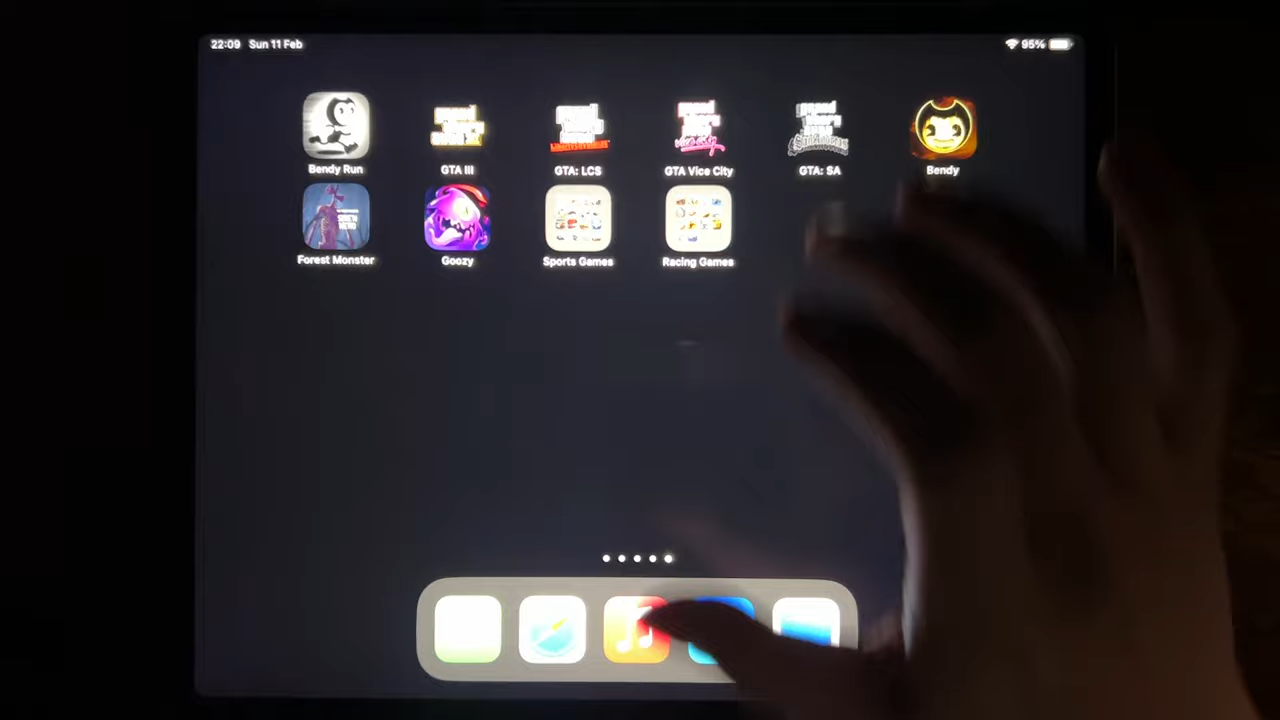 22:09 Sun 11 Feb
95%
Bendy Run
GTA III
GTA: LCS
GTA Vice City
GTA: SA
Bendy
Forest Monster
Goozy
Sports Games
Racing Games